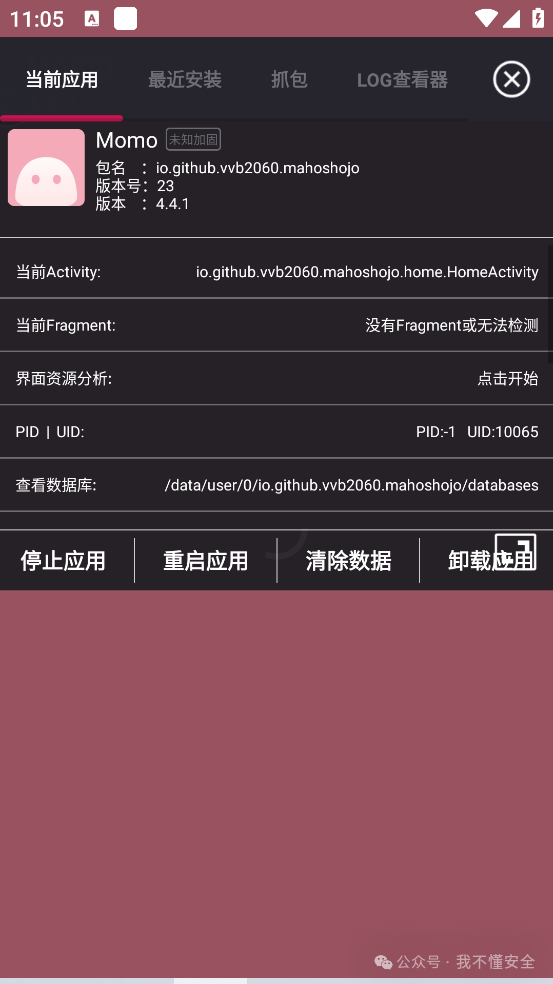 11:05
当前应用 最近安装 抓包 LOG查看器
Momo 未知加固
包名 ：io.github.vvb2060.mahoshojo
版本号：23
版本 ：4.4.1
当前Activity: io.github.vvb2060.mahoshojo.home.HomeActivity
当前Fragment: 没有Fragment或无法检测
界面资源分析: 点击开始
PID | UID: PID:-1 UID:10065
查看数据库: /data/user/0/io.github.vvb2060.mahoshojo/databases
停止应用 重启应用 清除数据 卸载应用
公众号 · 我不懂安全